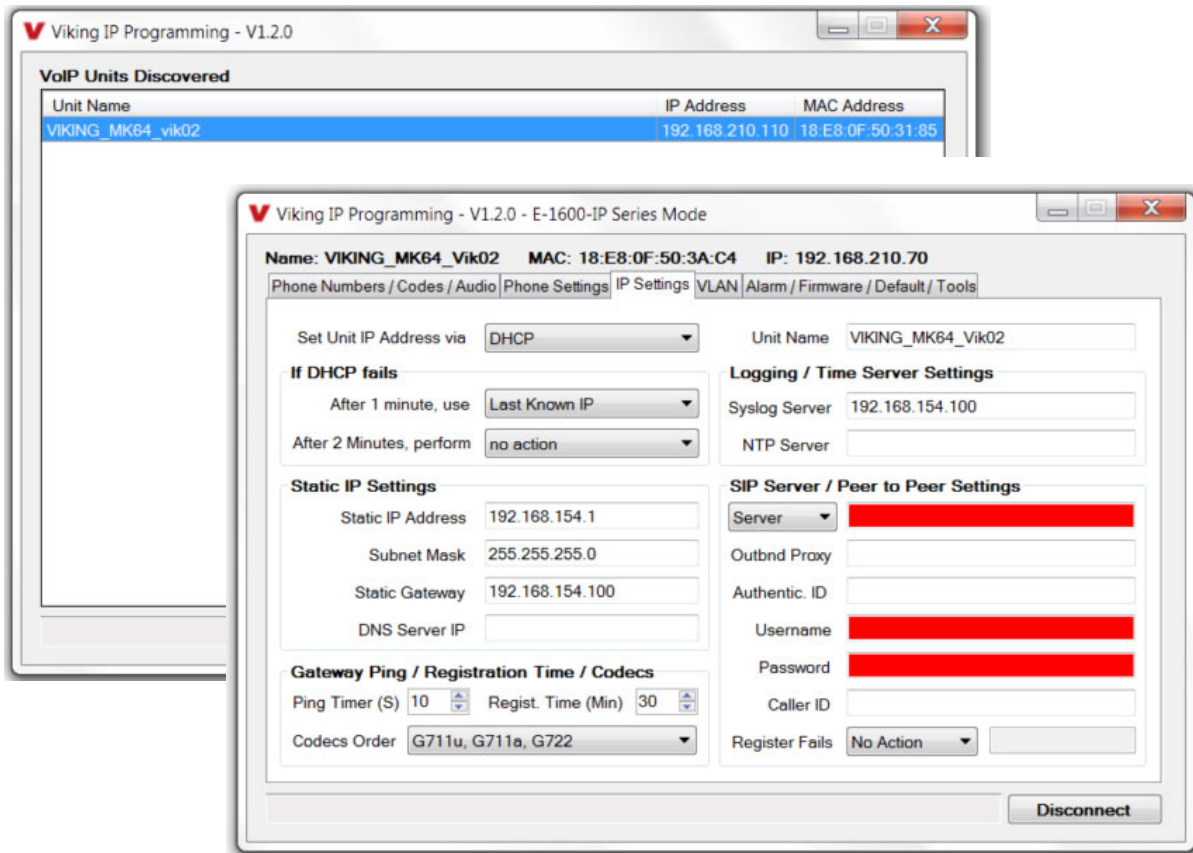 Viking IP Programming - V1.2.0
VoIP Units Discovered
Unit Name IP Address MAC Address
VIKING_MK64_vik02 192.168.210.110 18:E8:0F:50:31:85
Viking IP Programming - V1.2.0 - E-1600-IP Series Mode
Name: VIKING_MK64_Vik02 MAC: 18:E8:0F:50:3A:C4 IP: 192.168.210.70
Phone Numbers / Codes / Audio Phone Settings IP Settings VLAN Alarm / Firmware / Default / Tools
Set Unit IP Address via DHCP
If DHCP fails
After 1 minute, use Last Known IP
After 2 Minutes, perform no action
Static IP Settings
Static IP Address 192.168.154.1
Subnet Mask 255.255.255.0
Static Gateway 192.168.154.100
DNS Server IP
Gateway Ping / Registration Time / Codecs
Ping Timer (S) 10 Regist. Time (Min) 30
Codecs Order G711u, G711a, G722
Unit Name VIKING_MK64_Vik02
Logging / Time Server Settings
Syslog Server 192.168.154.100
NTP Server
SIP Server / Peer to Peer Settings
Server
Outbnd Proxy
Authentic. ID
Username
Password
Caller ID
Register Fails No Action
Disconnect